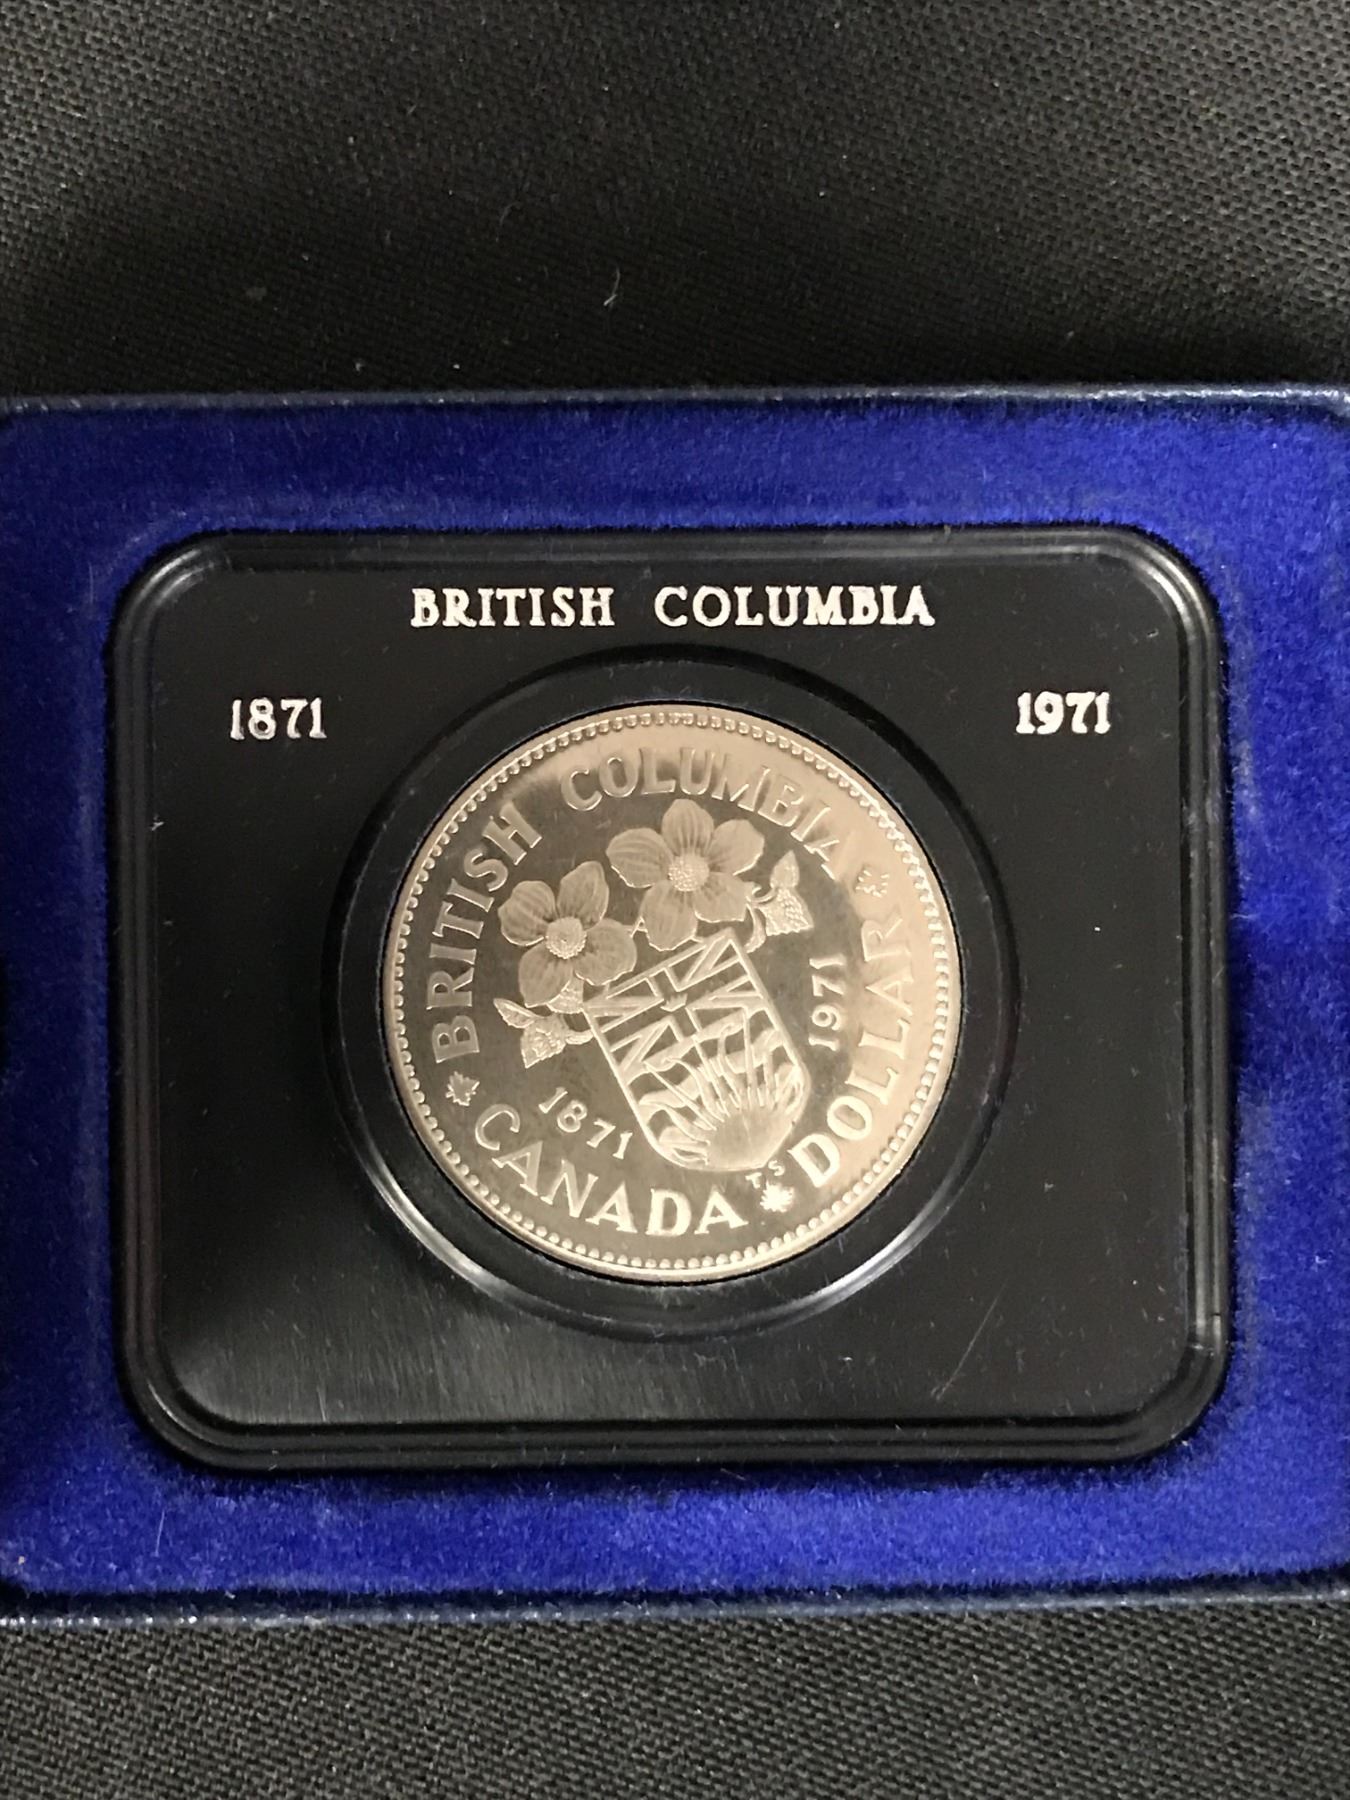 BRITISH COLUMBIA
1871 1971
BRITISH COLUMBIA
1871 1971
TS
CANADA DOLLAR